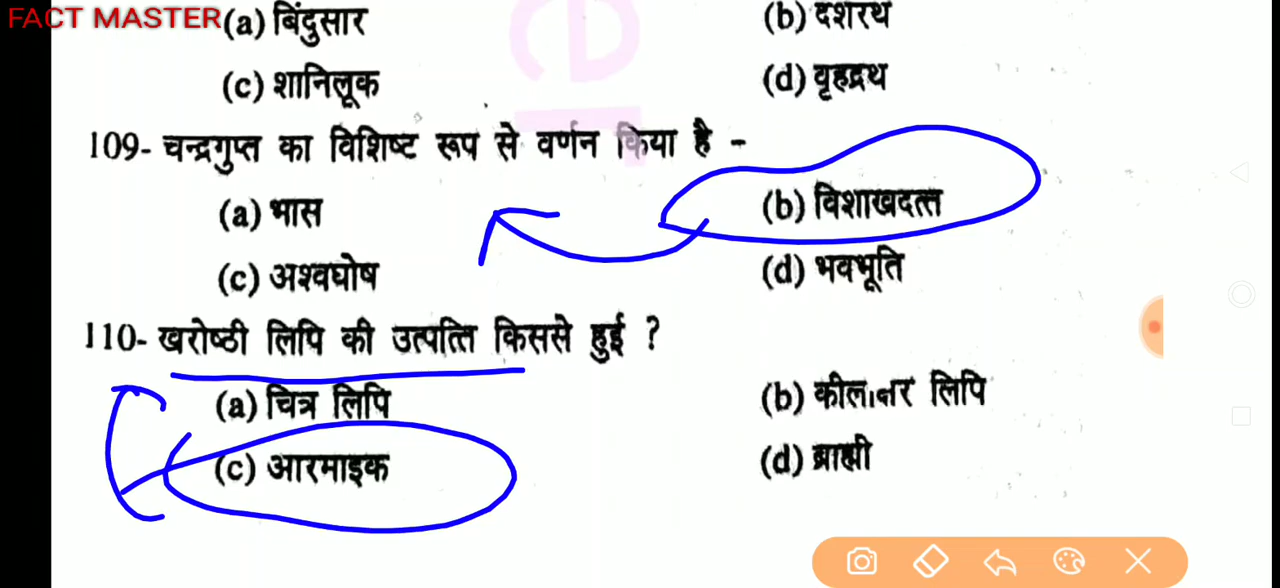 FACT MASTER
(a) बिंदुसार (b) दशरथ
(c) शानिलूक (d) वृहद्रथ
109- चन्द्रगुप्त का विशिष्ट रूप से वर्णन किया है -
(a) भास (b) विशाखदत्त
(c) अश्वघोष (d) भवभूति
110- खरोष्ठी लिपि की उत्पत्ति किससे हुई ?
(a) चित्र लिपि (b) लिपि
(c) आरमाइक (d) ब्राह्मी